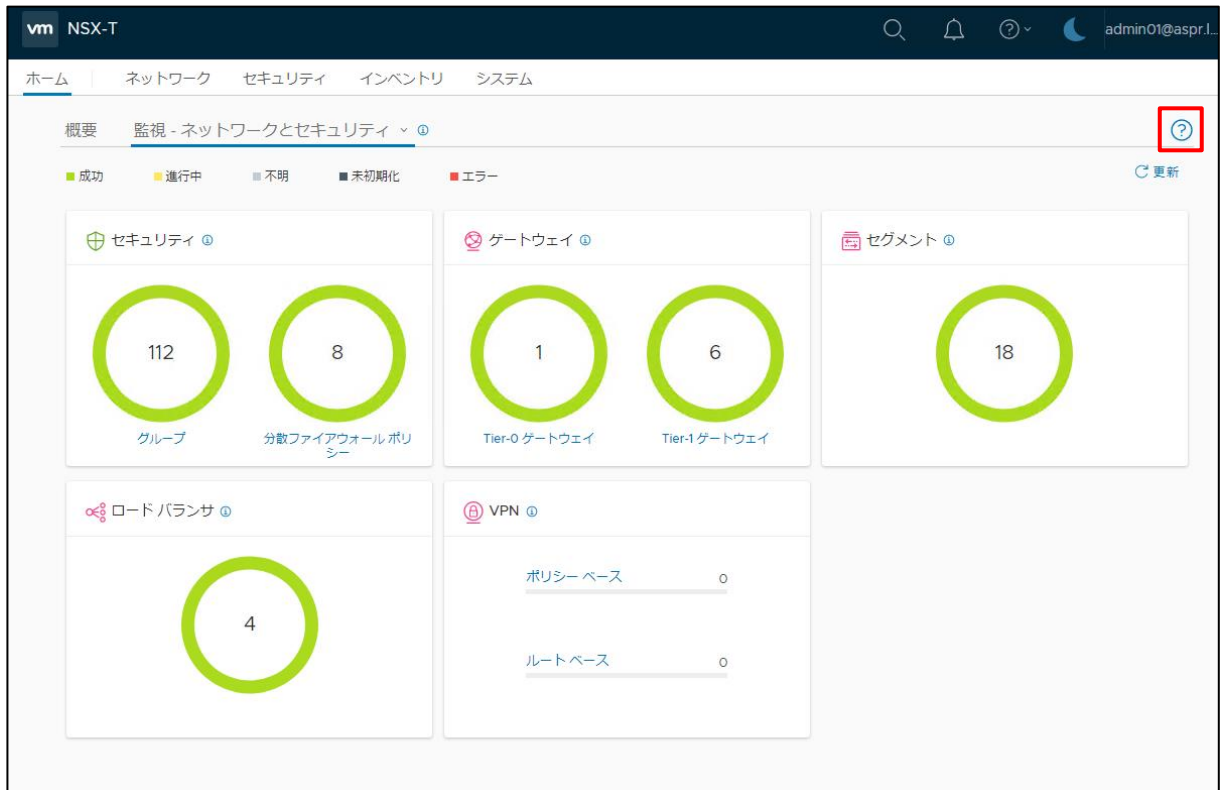 vm NSX-T
admin01@aspr.l...
ホーム ネットワーク セキュリティ インベントリ システム
概要 監視 - ネットワークとセキュリティ
成功 進行中 不明 未初期化 エラー
更新
セキュリティ
112
グループ
8
分散ファイアウォール ポリ
シー
ゲートウェイ
1
Tier-0 ゲートウェイ
6
Tier-1 ゲートウェイ
セグメント
18
ロード バランサ
4
VPN
ポリシー ベース 0
ルート ベース 0